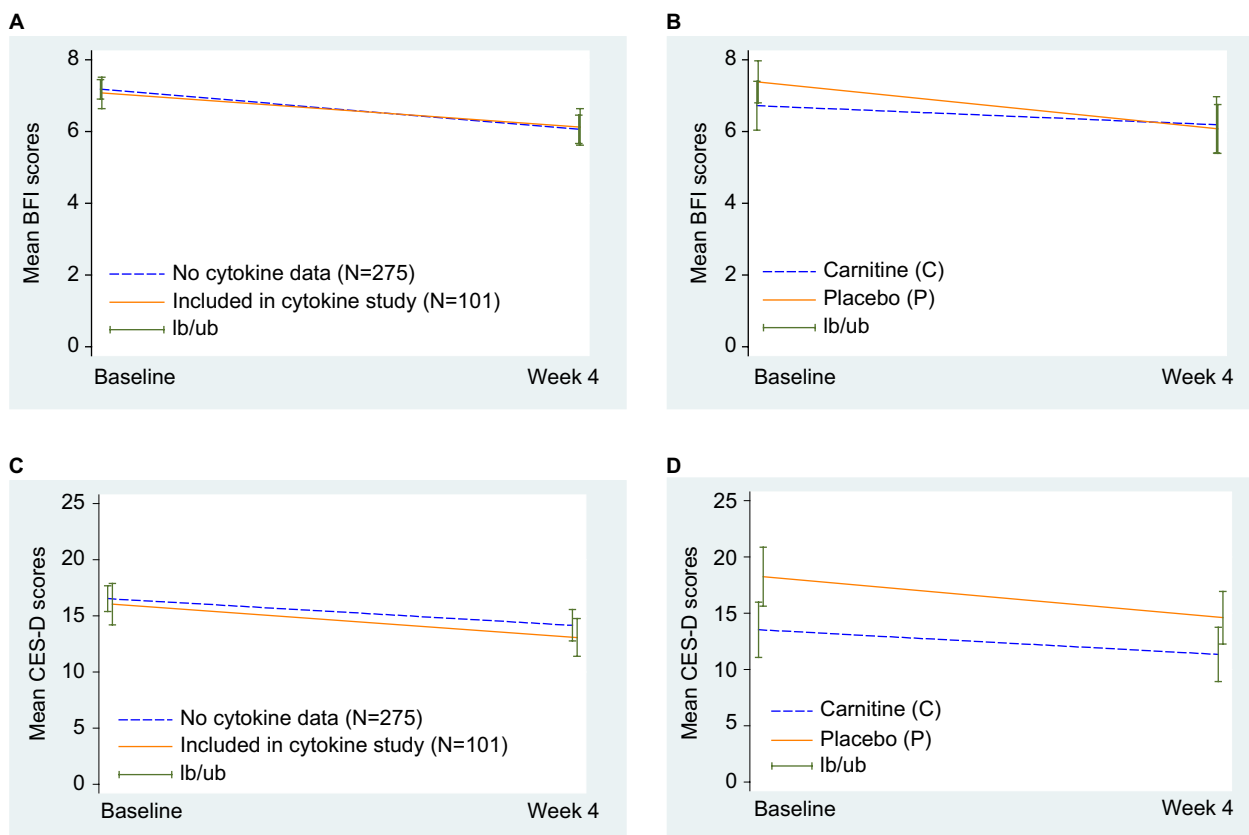 A
Mean BFI scores
8
6
4
2
0
No cytokine data (N=275)
Included in cytokine study (N=101)
lb/ub
Baseline
Week 4
B
Mean BFI scores
8
6
4
2
0
Carnitine (C)
Placebo (P)
lb/ub
Baseline
Week 4
C
Mean CES-D scores
25
20
15
10
5
0
No cytokine data (N=275)
Included in cytokine study (N=101)
lb/ub
Baseline
Week 4
D
Mean CES-D scores
25
20
15
10
5
0
Carnitine (C)
Placebo (P)
lb/ub
Baseline
Week 4